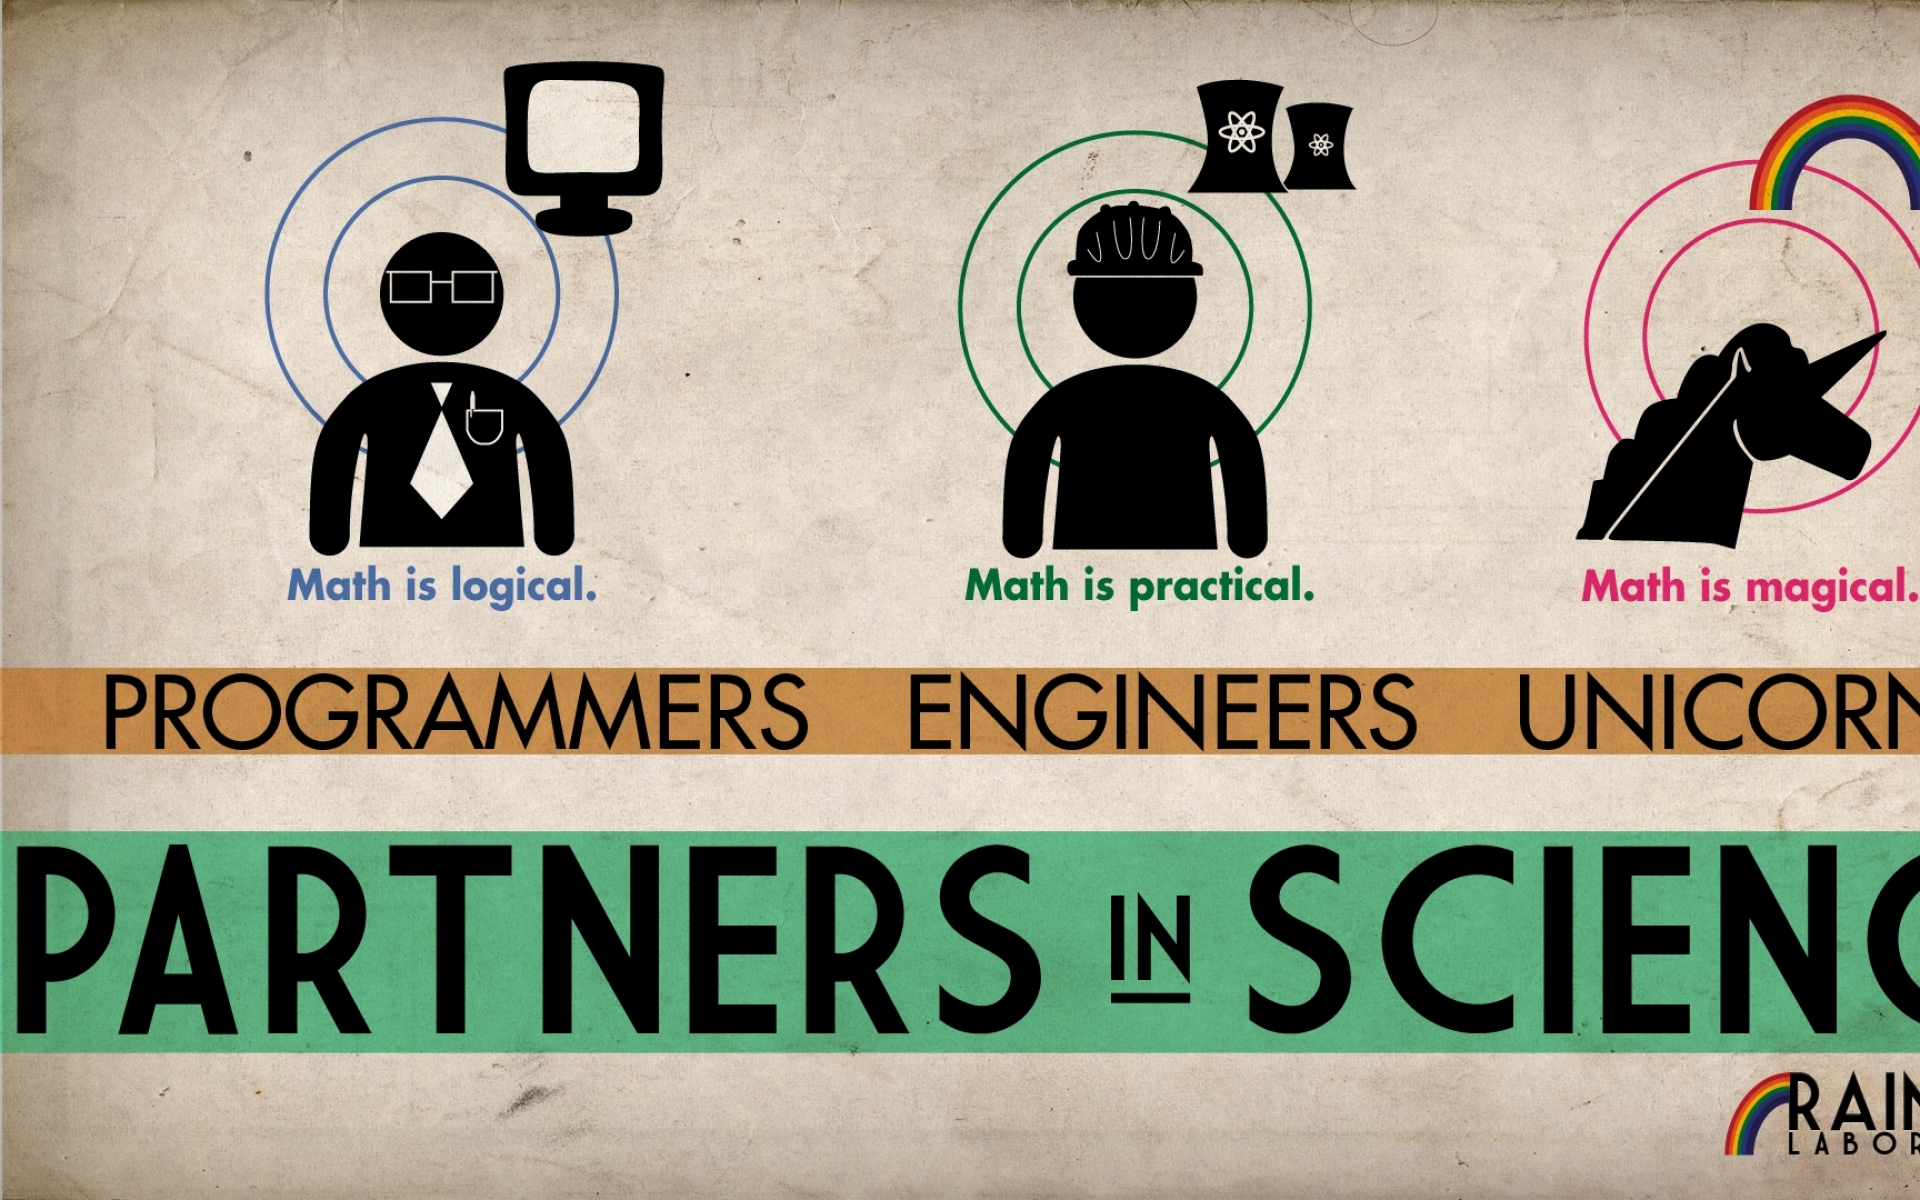 Math is logical. Math is practical. Math is magical.
PROGRAMMERS ENGINEERS UNICORN
PARTNERS IN SCIENC
RAIN
LABOR